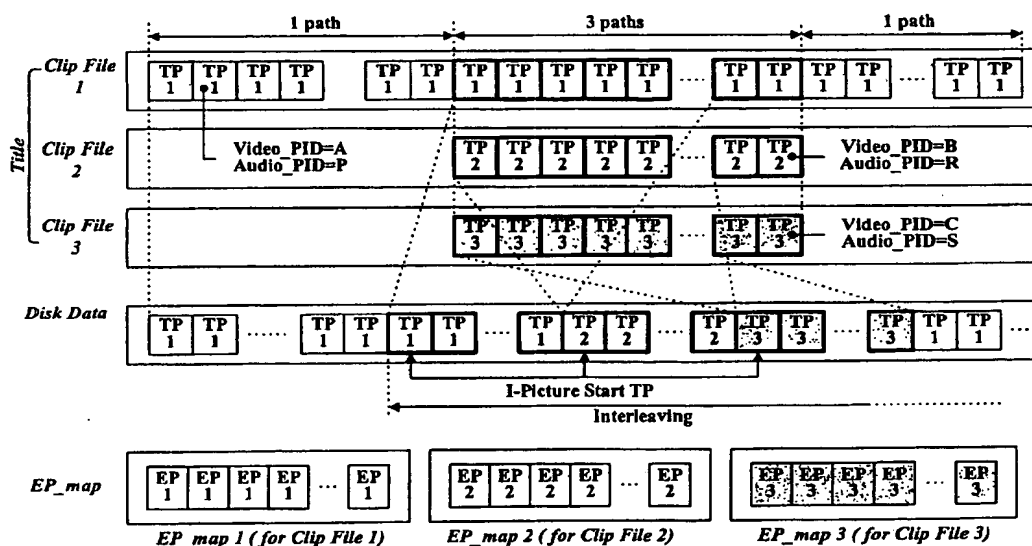 1 path 3 paths 1 path
Title
Clip File
1
TP 1 TP 1 TP 1 TP 1 TP 1 TP 1 TP 1 TP 1 TP 1 TP 1 TP 1 ...... TP 1 TP 1 TP 1 TP 1 ...... TP 1 TP 1
Clip File
2
Video_PID=A
Audio_PID=P
TP 2 TP 2 TP 2 TP 2 TP 2 ...... TP 2 TP 2
Video_PID=B
Audio_PID=R
Clip File
3
TP 3 TP 3 TP 3 TP 3 TP 3 ...... TP 3 TP 3
Video_PID=C
Audio_PID=S
Disk Data
TP 1 TP 1 ...... TP 1 TP 1 TP 1 TP 1 ...... TP 1 TP 2 TP 2 ...... TP 2 TP 3 TP 3 ...... TP 3 TP 1 TP 1 ...
I-Picture Start TP
Interleaving
EP_map
EP 1 EP 1 EP 1 EP 1 ... EP 1
EP 2 EP 2 EP 2 EP 2 ... EP 2
EP 3 EP 3 EP 3 EP 3 ... EP 3
EP_map 1 ( for Clip File 1)
EP_map 2 ( for Clip File 2)
EP_map 3 ( for Clip File 3)